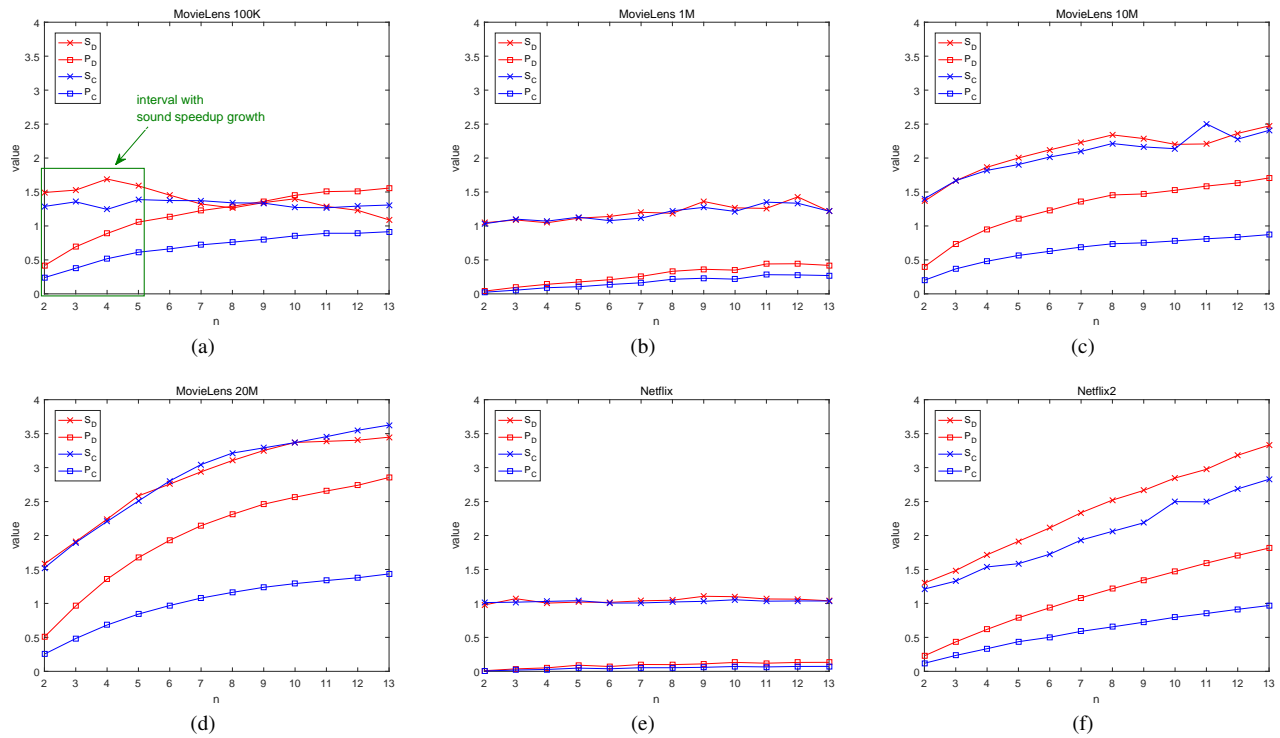 MovieLens 100K
4
3.5
3
2.5
2
1.5
1
0.5
0
value
S_D
P_D
S_C
P_C
interval with
sound speedup growth
2 3 4 5 6 7 8 9 10 11 12 13
n
(a)
MovieLens 1M
4
3.5
3
2.5
2
1.5
1
0.5
0
value
S_D
P_D
S_C
P_C
2 3 4 5 6 7 8 9 10 11 12 13
n
(b)
MovieLens 10M
4
3.5
3
2.5
2
1.5
1
0.5
0
value
S_D
P_D
S_C
P_C
2 3 4 5 6 7 8 9 10 11 12 13
n
(c)
MovieLens 20M
4
3.5
3
2.5
2
1.5
1
0.5
0
value
S_D
P_D
S_C
P_C
2 3 4 5 6 7 8 9 10 11 12 13
n
(d)
Netflix
4
3.5
3
2.5
2
1.5
1
0.5
0
value
S_D
P_D
S_C
P_C
2 3 4 5 6 7 8 9 10 11 12 13
n
(e)
Netflix2
4
3.5
3
2.5
2
1.5
1
0.5
0
value
S_D
P_D
S_C
P_C
2 3 4 5 6 7 8 9 10 11 12 13
n
(f)